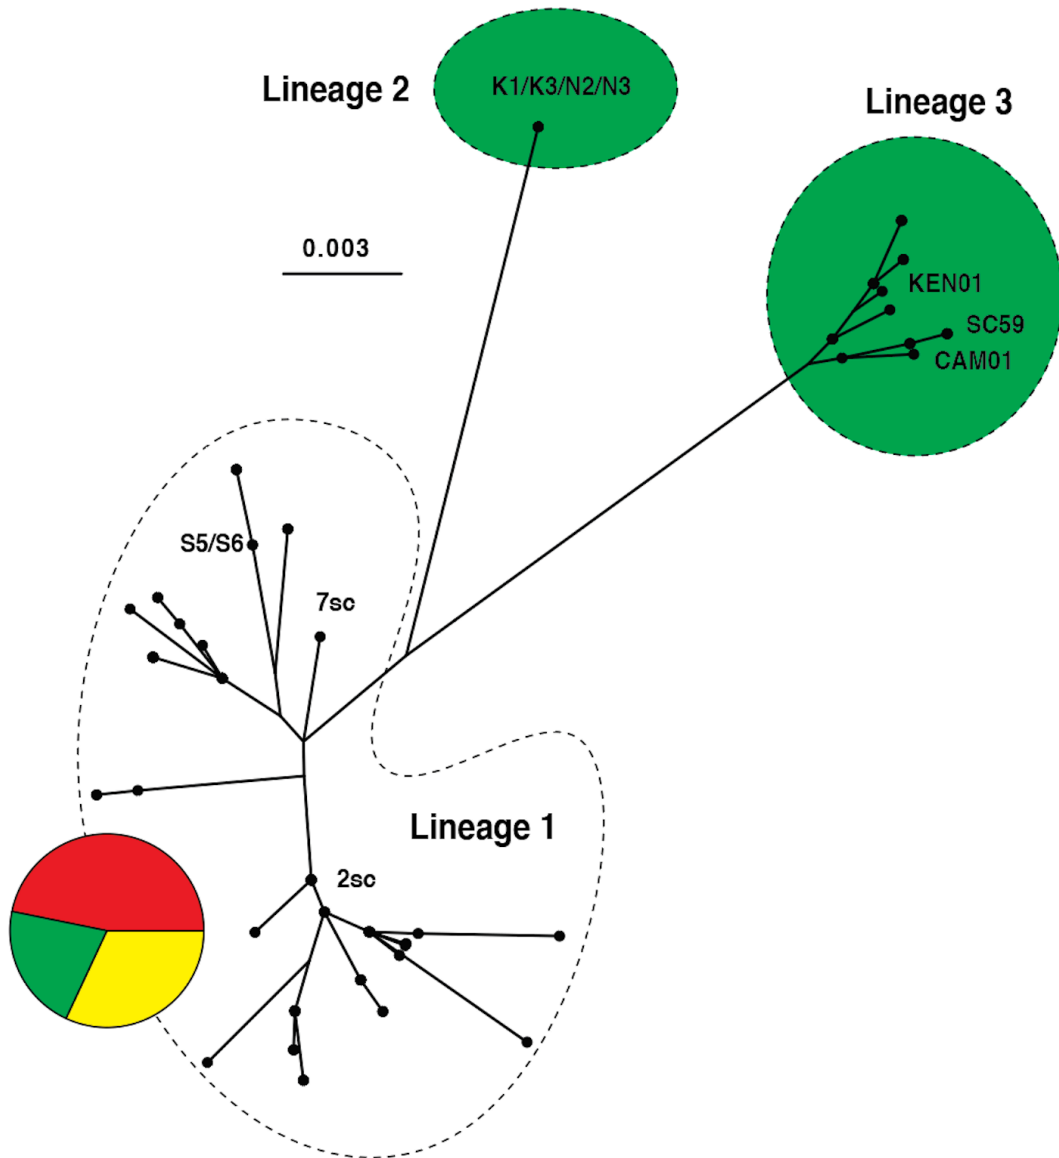 Lineage 2
K1/K3/N2/N3
Lineage 3
0.003
KEN01
SC59
CAM01
S5/S6
7sc
Lineage 1
2sc